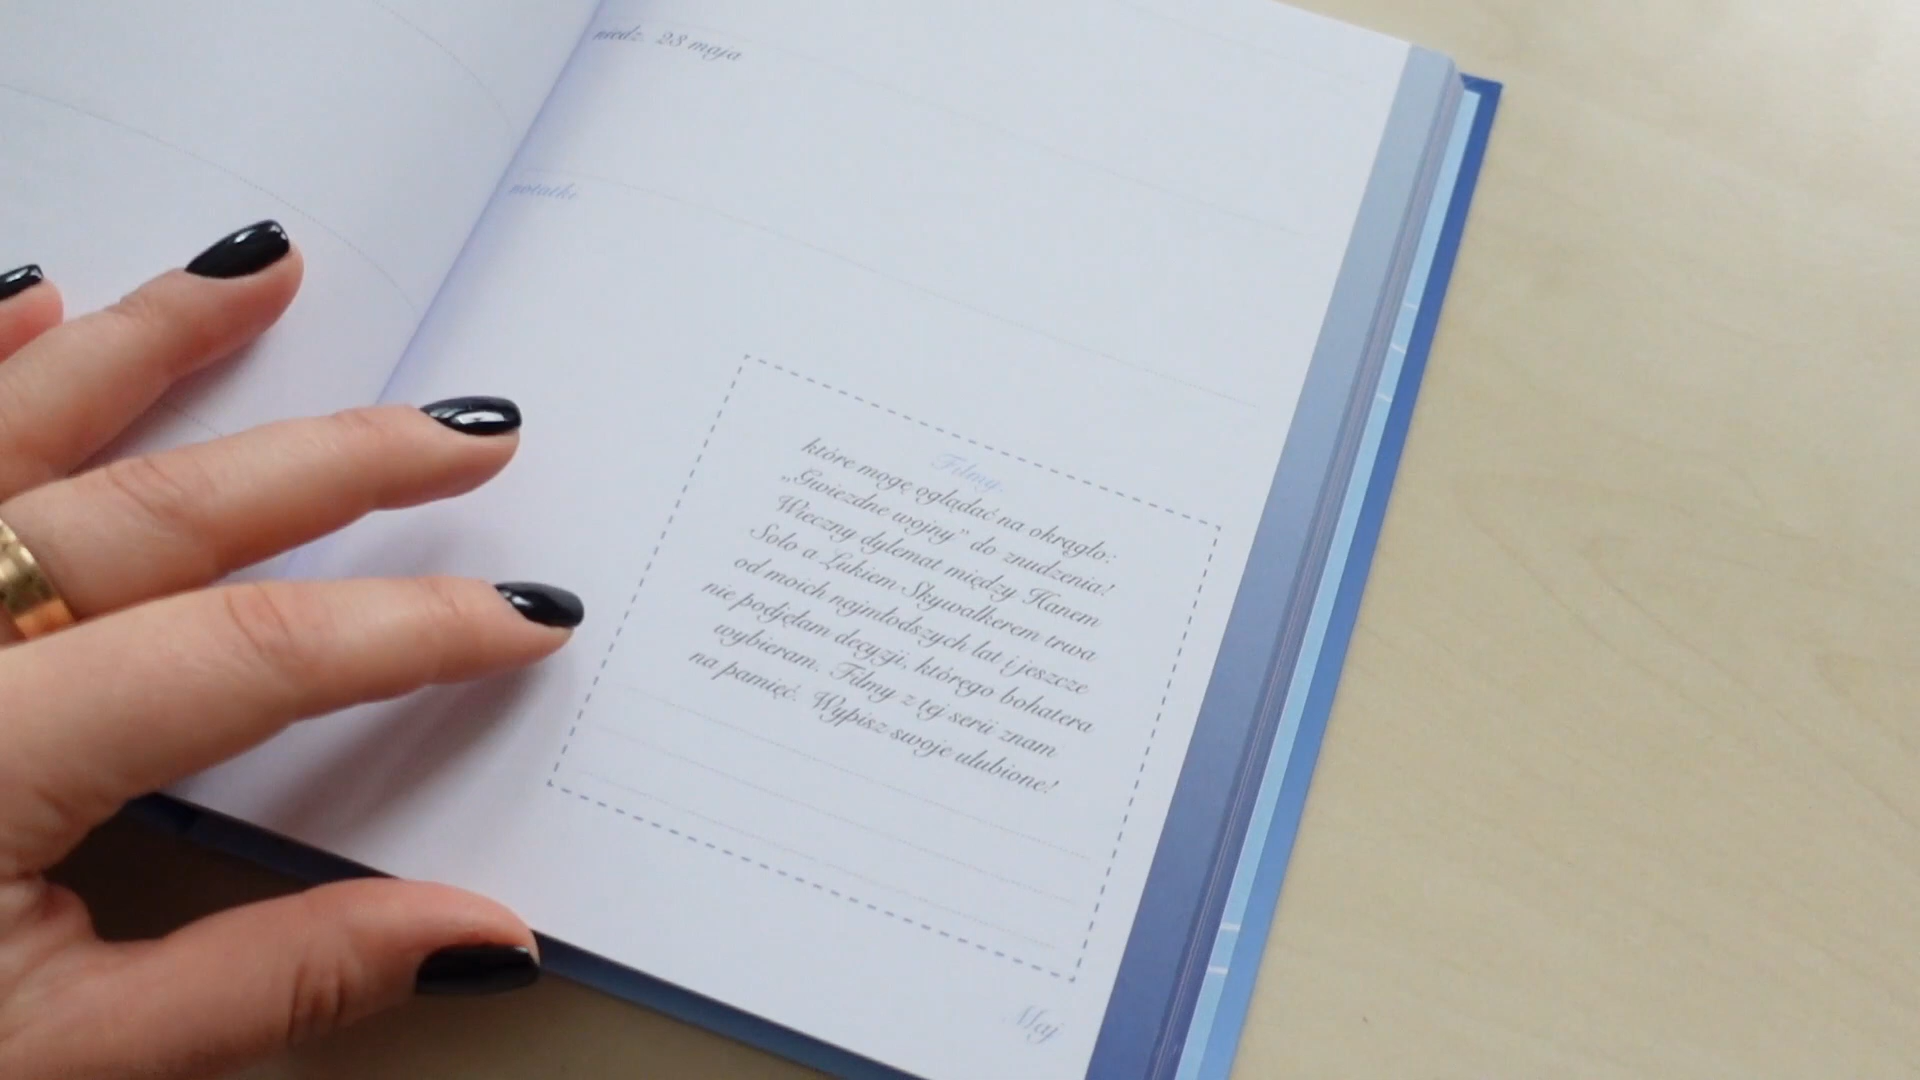 niedz. 28 maja
notatki
Filmy,
które mogę oglądać na okrągło:
„Gwiezdne wojny” do znudzenia!
Wieczny dylemat między Hanem
Solo a Lukiem Skywalkerem trwa
od moich najmłodszych lat i jeszcze
nie podjęłam decyzji, którego bohatera
wybieram. Filmy z tej serii znam
na pamięć. Wypisz swoje ulubione!
Maj